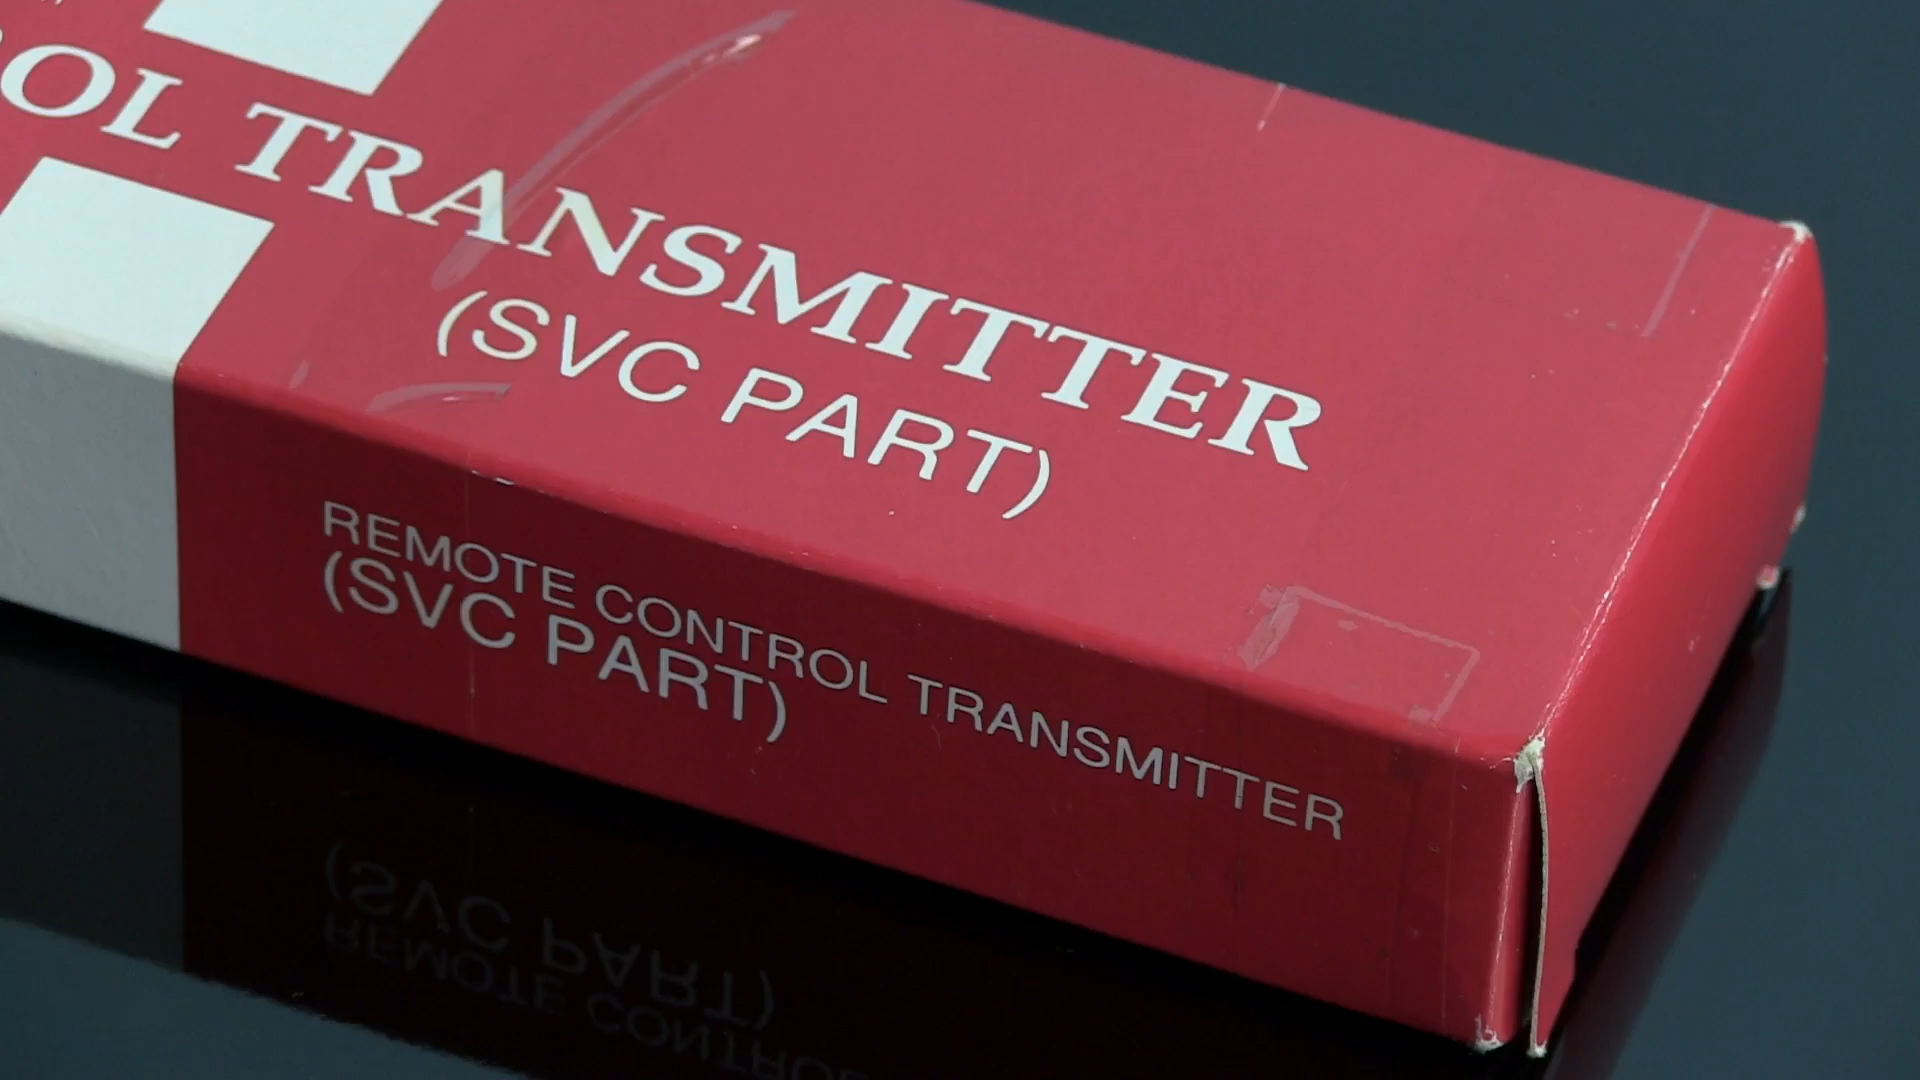 OL TRANSMITTER
(SVC PART)
REMOTE CONTROL TRANSMITTER
(SVC PART)